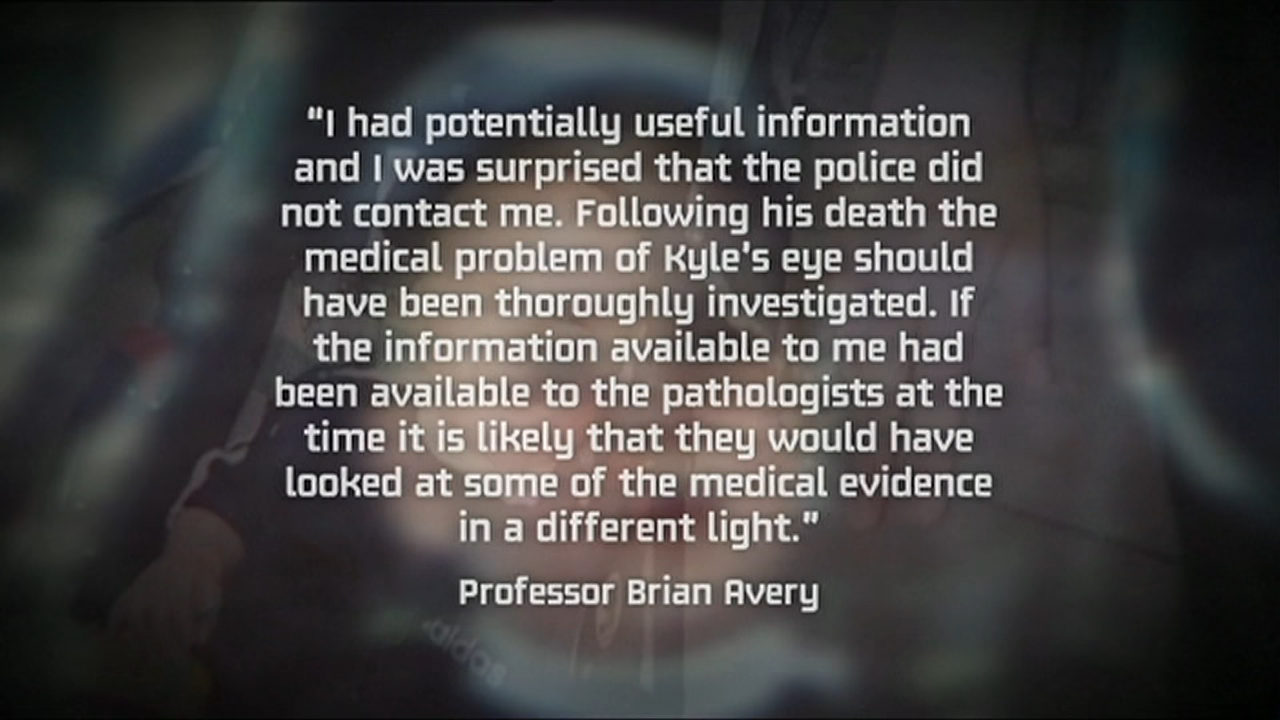 “I had potentially useful information
and I was surprised that the police did
not contact me. Following his death the
medical problem of Kyle's eye should
have been thoroughly investigated. If
the information available to me had
been available to the pathologists at the
time it is likely that they would have
looked at some of the medical evidence
in a different light.”
Professor Brian Avery
adidas